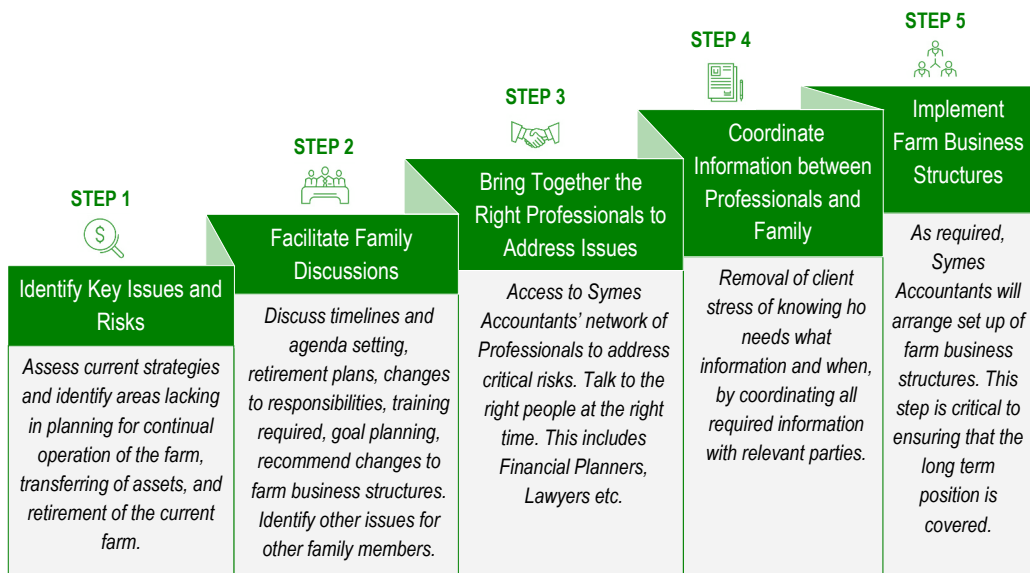 STEP 1
Identify Key Issues and
Risks
Assess current strategies
and identify areas lacking
in planning for continual
operation of the farm,
transferring of assets, and
retirement of the current
farm.
STEP 2
Facilitate Family
Discussions
Discuss timelines and
agenda setting,
retirement plans, changes
to responsibilities, training
required, goal planning,
recommend changes to
farm business structures.
Identify other issues for
other family members.
STEP 3
Bring Together the
Right Professionals to
Address Issues
Access to Symes
Accountants’ network of
Professionals to address
critical risks. Talk to the
right people at the right
time. This includes
Financial Planners,
Lawyers etc.
STEP 4
Coordinate
Information between
Professionals and
Family
Removal of client
stress of knowing ho
needs what
information and when,
by coordinating all
required information
with relevant parties.
STEP 5
Implement
Farm Business
Structures
As required,
Symes
Accountants will
arrange set up of
farm business
structures. This
step is critical to
ensuring that the
long term
position is
covered.